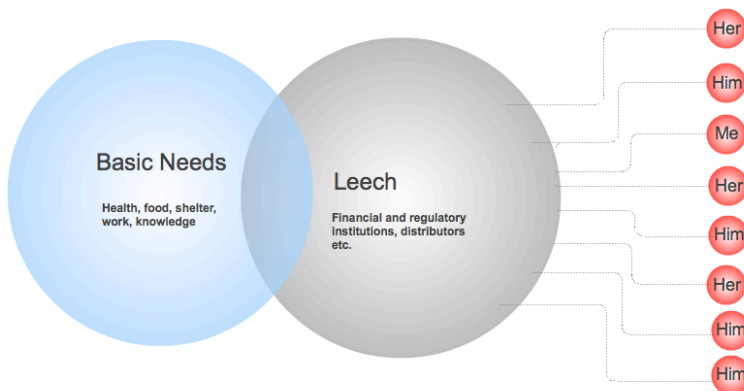 Basic Needs
Health, food, shelter,
work, knowledge
Leech
Financial and regulatory
institutions, distributors
etc.
Her
Him
Me
Her
Him
Her
Him
Him